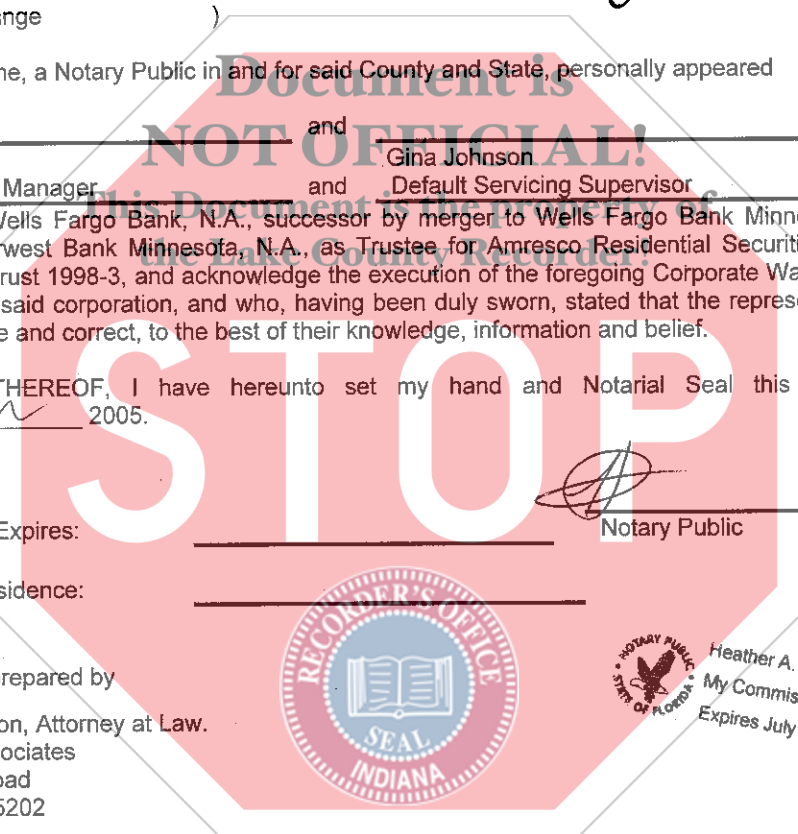 nge )
ne, a Notary Public in and for said County and State, personally appeared
Document is
and
NOT OFFICIAL!
Gina Johnson
Manager and Default Servicing Supervisor
This Document is the property of
Wells Fargo Bank, N.A., successor by merger to Wells Fargo Bank Minne
rwest Bank Minnesota, N.A., as Trustee for Amresco Residential Securiti
the Lake County Recorder!
rust 1998-3, and acknowledge the execution of the foregoing Corporate Wa
said corporation, and who, having been duly sworn, stated that the represe
e and correct, to the best of their knowledge, information and belief.
THEREOF, I have hereunto set my hand and Notarial Seal this
2005.
STOP
Notary Public
Expires:
sidence:
RECORDER'S OFFICE
SEAL
INDIANA
NOTARY PUBLIC
STATE OF FLORIDA
Heather A.
My Commis
Expires July
repared by
on, Attorney at Law.
ociates
oad
5202